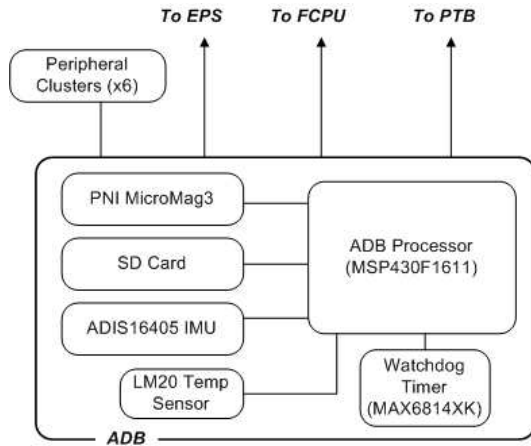 To EPS
To FCPU
To PTB
Peripheral
Clusters (x6)
PNI MicroMag3
SD Card
ADIS16405 IMU
LM20 Temp
Sensor
ADB Processor
(MSP430F1611)
Watchdog
Timer
(MAX6814XK)
ADB